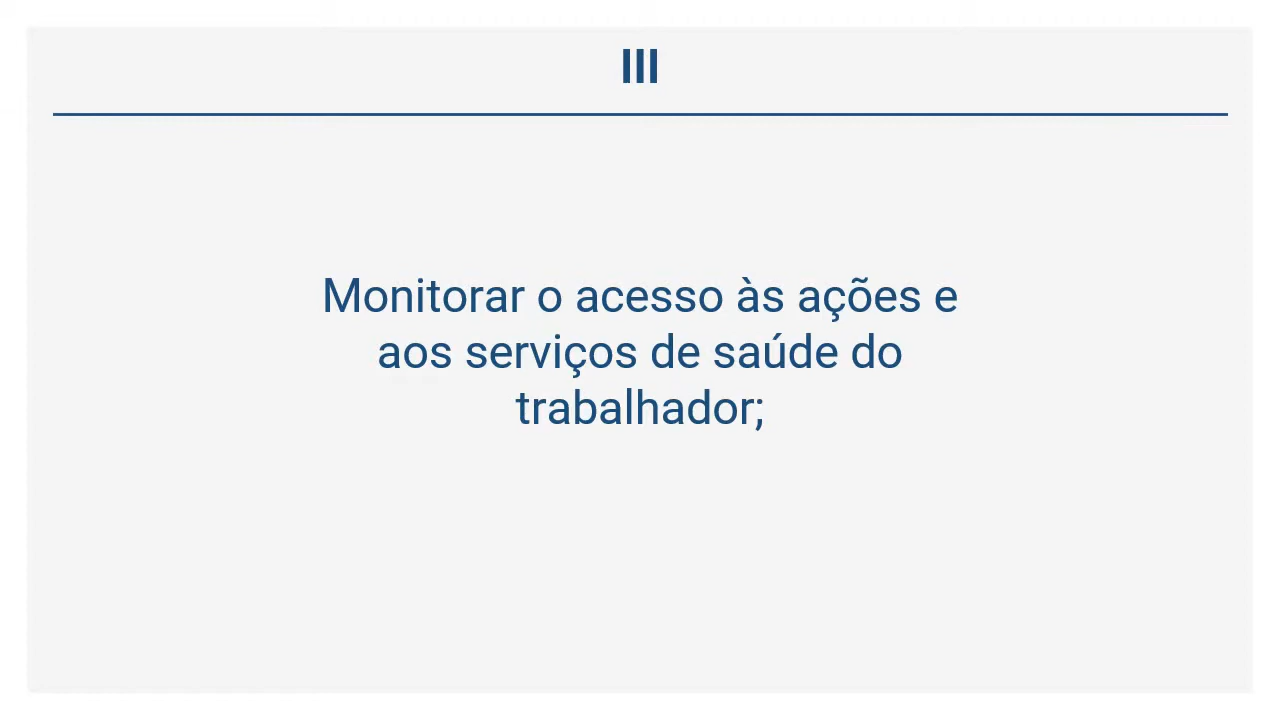 III
Monitorar o acesso às ações e
aos serviços de saúde do
trabalhador;